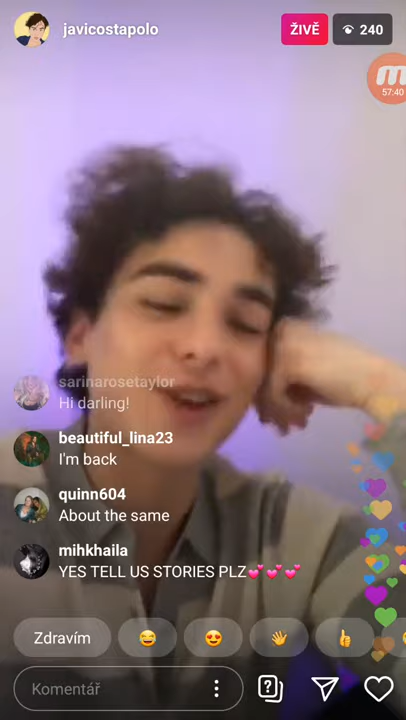 javicostapolo
ŽIVĚ
240
57:40
sarinarosetaylor
Hi darling!
beautiful_lina23
I'm back
quinn604
About the same
mihkhaila
YES TELL US STORIES PLZ💕💕💕
Zdravím
Komentář